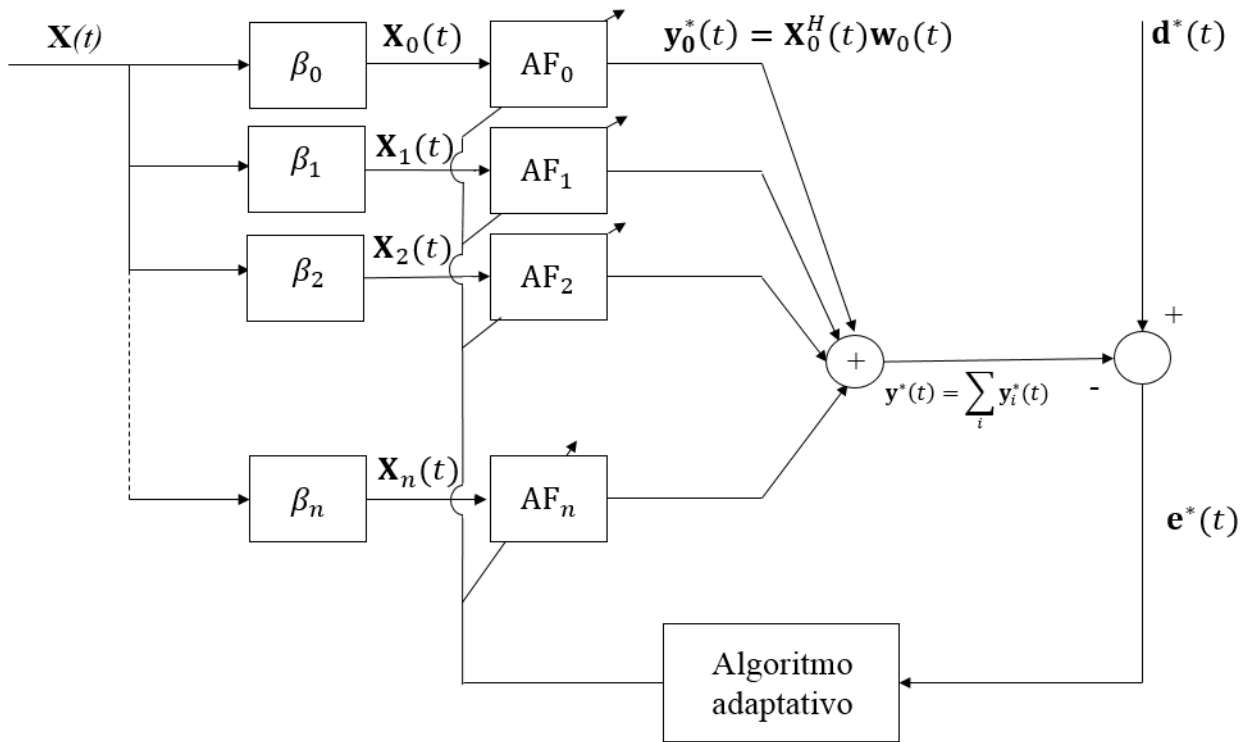 X(t)
β₀
X₀(t)
AF₀
y₀*(t) = X₀ᴴ(t)w₀(t)
d*(t)
β₁
X₁(t)
AF₁
β₂
X₂(t)
AF₂
+
+
-
y*(t) = ∑ᵢ yᵢ*(t)
βₙ
Xₙ(t)
AFₙ
e*(t)
Algoritmo
adaptativo